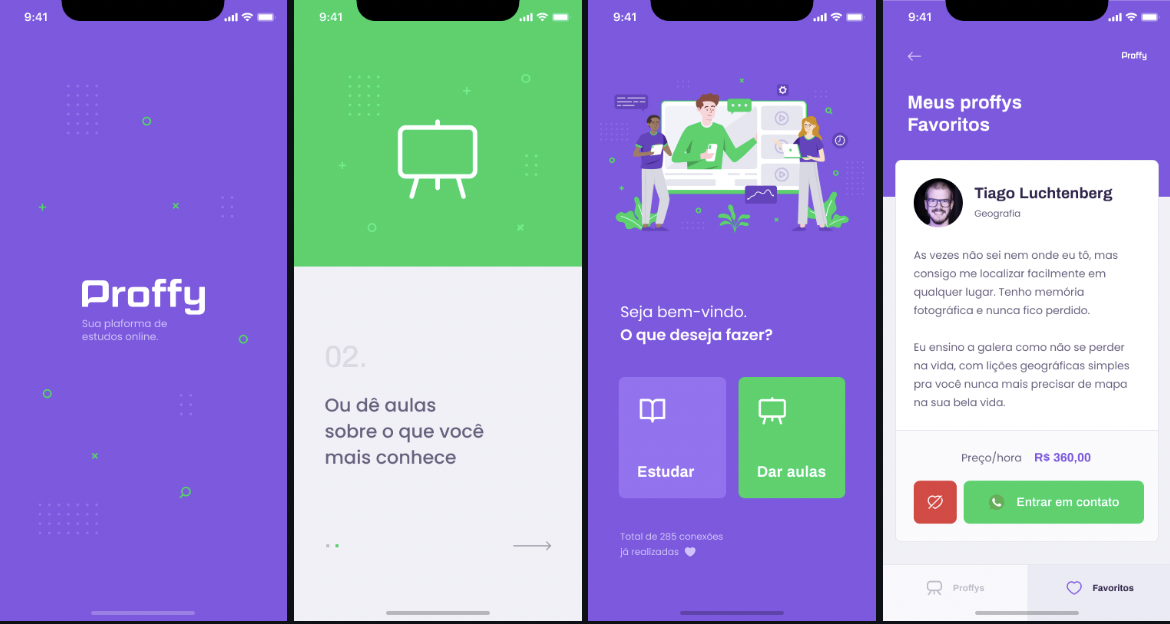 9:41
Proffy
Sua plaforma de
estudos online.
9:41
02.
Ou dê aulas
sobre o que você
mais conhece
9:41
Seja bem-vindo.
O que deseja fazer?
Estudar
Dar aulas
Total de 285 conexões
já realizadas
9:41
Proffy
Meus proffys
Favoritos
Tiago Luchtenberg
Geografia
As vezes não sei nem onde eu tô, mas
consigo me localizar facilmente em
qualquer lugar. Tenho memória
fotográfica e nunca fico perdido.
Eu ensino a galera como não se perder
na vida, com lições geográficas simples
pra você nunca mais precisar de mapa
na sua bela vida.
Preço/hora R$ 360,00
Entrar em contato
Proffys
Favoritos